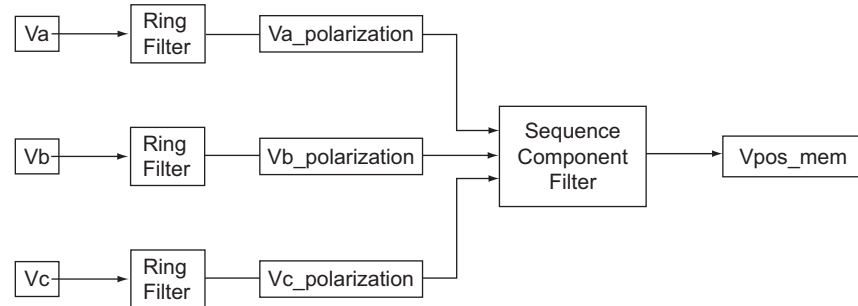 Va
Ring
Filter
Va_polarization
Vb
Ring
Filter
Vb_polarization
Sequence
Component
Filter
Vpos_mem
Vc
Ring
Filter
Vc_polarization